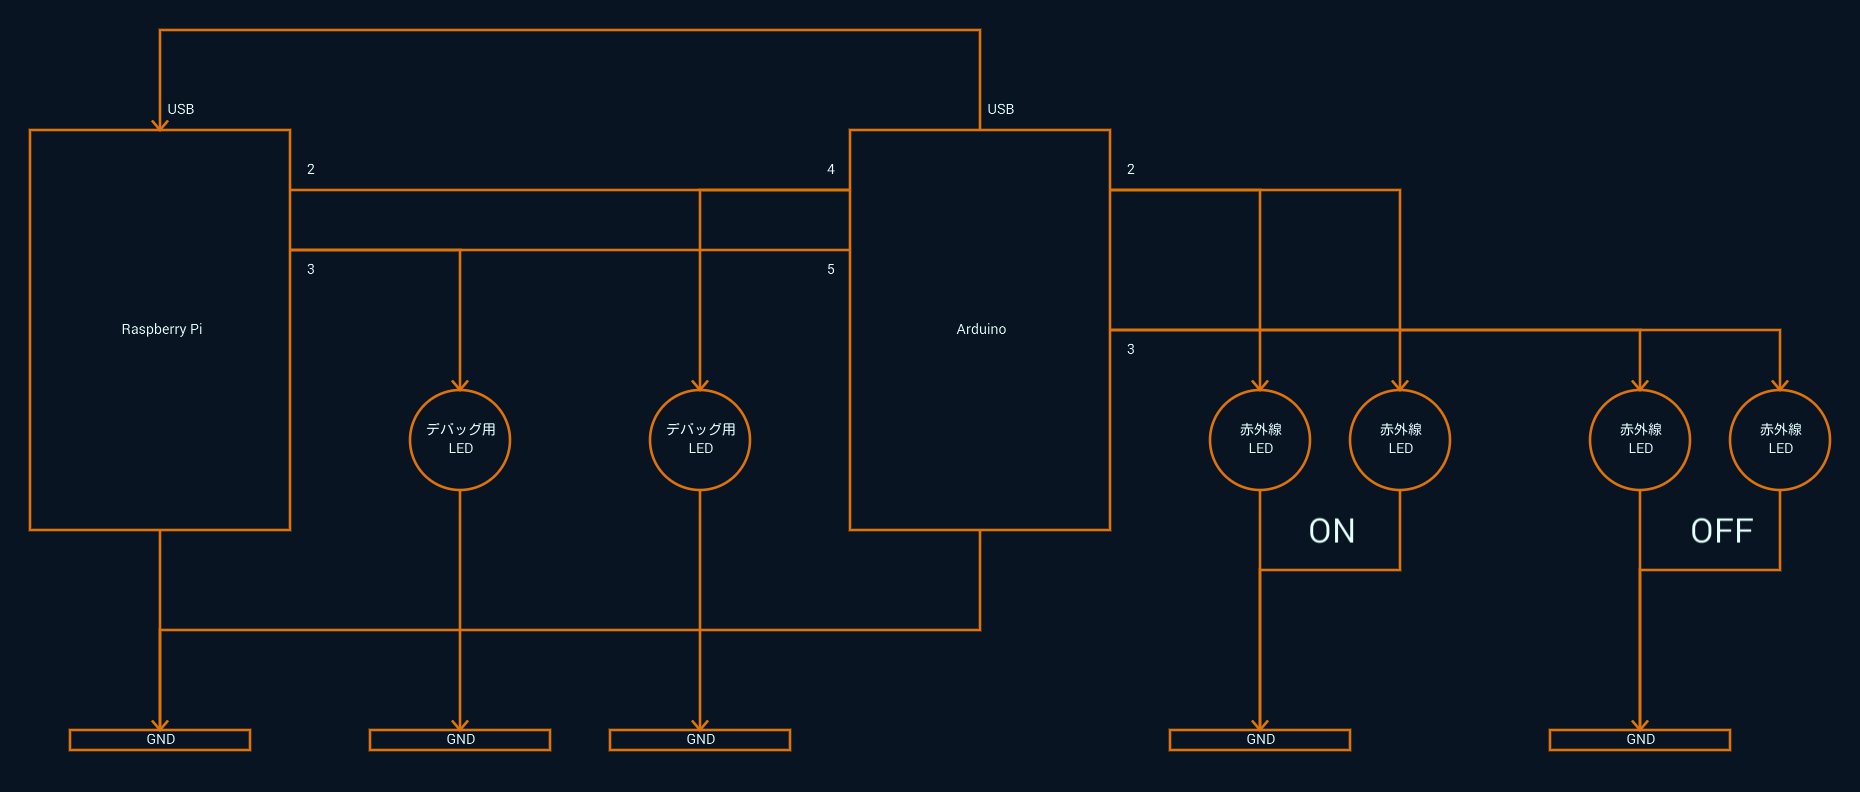 USB
USB
2
4
2
3
5
Raspberry Pi
Arduino
3
デバッグ用
LED
デバッグ用
LED
赤外線
LED
赤外線
LED
赤外線
LED
赤外線
LED
ON
OFF
GND
GND
GND
GND
GND